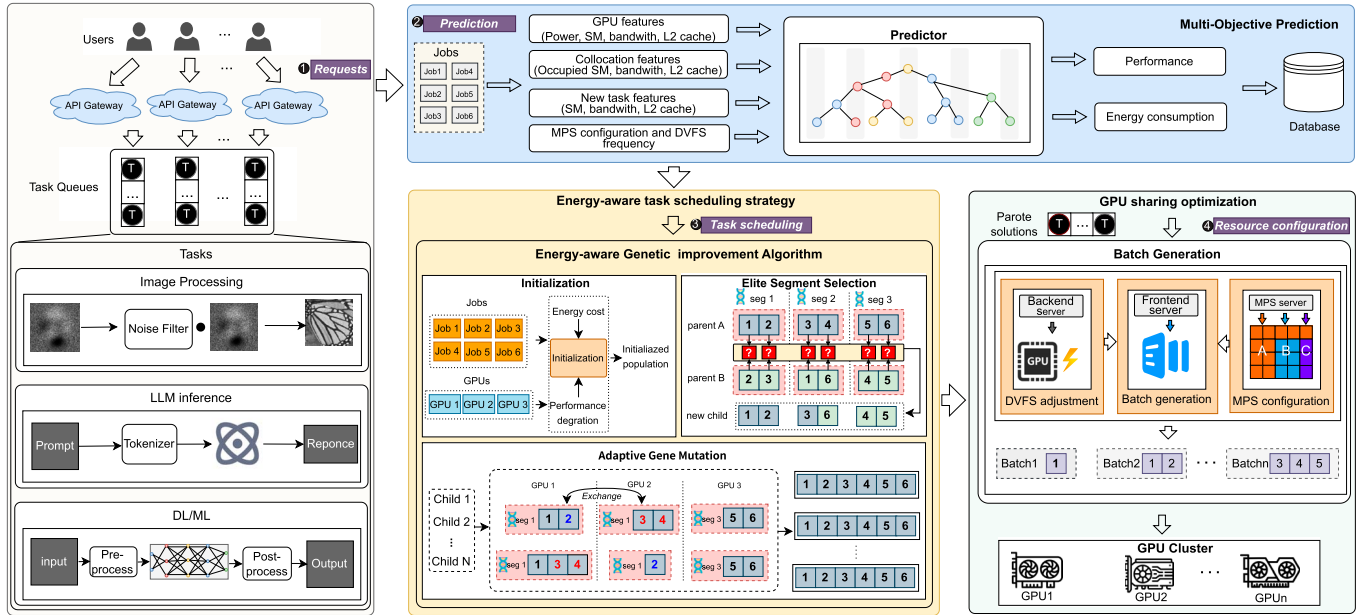 Users
...
❶ Requests
...
API Gateway
API Gateway
API Gateway
Task Queues
T
T
T
...
...
...
...
T
T
T
Tasks
Image Processing
Noise Filter
LLM inference
Prompt
Tokenizer
Reponce
DL/ML
input
Pre-
process
Post-
process
Output
❷ Prediction
Multi-Objective Prediction
Jobs
Job1
Job4
Job2
Job5
Job3
Job6
GPU features
(Power, SM, bandwith, L2 cache)
Collocation features
(Occupied SM, bandwith, L2 cache)
New task features
(SM, bandwith, L2 cache)
MPS configuration and DVFS
frequency
Predictor
Performance
Energy consumption
Database
Energy-aware task scheduling strategy
❸ Task scheduling
Energy-aware Genetic improvement Algorithm
Initialization
Jobs
Job 1
Job 2
Job 3
Job 4
Job 5
Job 6
GPUs
GPU 1
GPU 2
GPU 3
Energy cost
Initialization
Performance
degration
Initialiazed
population
Elite Segment Selection
seg 1
seg 2
seg 3
parent A
1 2
3 4
5 6
? ?
? ?
? ?
parent B
2 3
1 6
4 5
new child
1 2
3 6
4 5
Adaptive Gene Mutation
Child 1
Child 2
⋮
Child N
GPU 1
GPU 2
GPU 3
Exchange
seg 1
1 2
seg 1
3 4
seg 3
5 6
seg 1
1 3 4
seg 1
2
seg 3
5 6
1 2 3 4 5 6
1 2 3 4 5 6
⋮
1 2 3 4 5 6
GPU sharing optimization
Parote
solutions
T ... T
❹ Resource configuration
Batch Generation
Backend
server
GPU
DVFS adjustment
Frontend
server
Batch generation
MPS server
A B C
MPS configuration
Batch1
1
Batch2
1 2
...
Batchn
3 4 5
GPU Cluster
GPU1
GPU2
...
GPUn